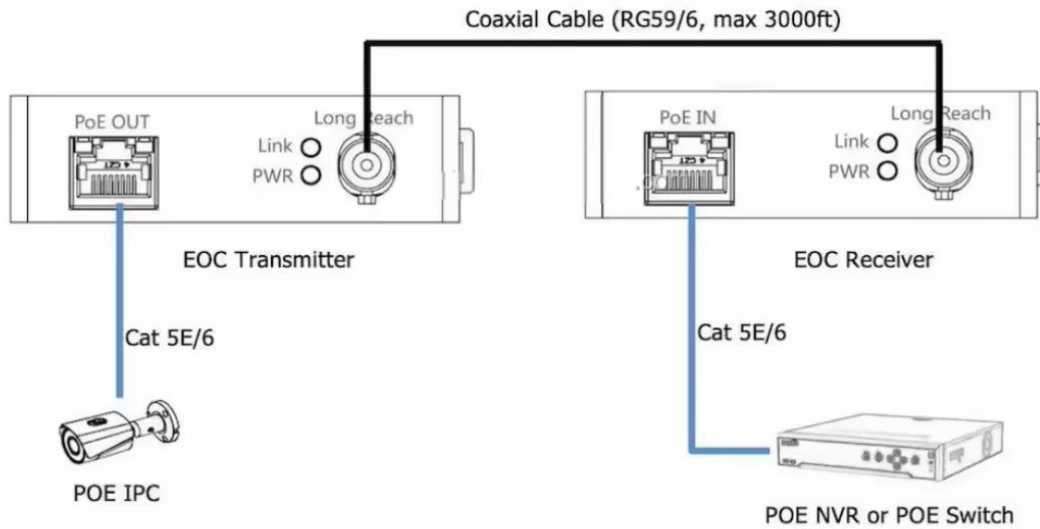 Coaxial Cable (RG59/6, max 3000ft)
PoE OUT
Long Reach
Link
PWR
PoE IN
Long Reach
Link
PWR
EOC Transmitter
EOC Receiver
Cat 5E/6
Cat 5E/6
POE IPC
POE NVR or POE Switch